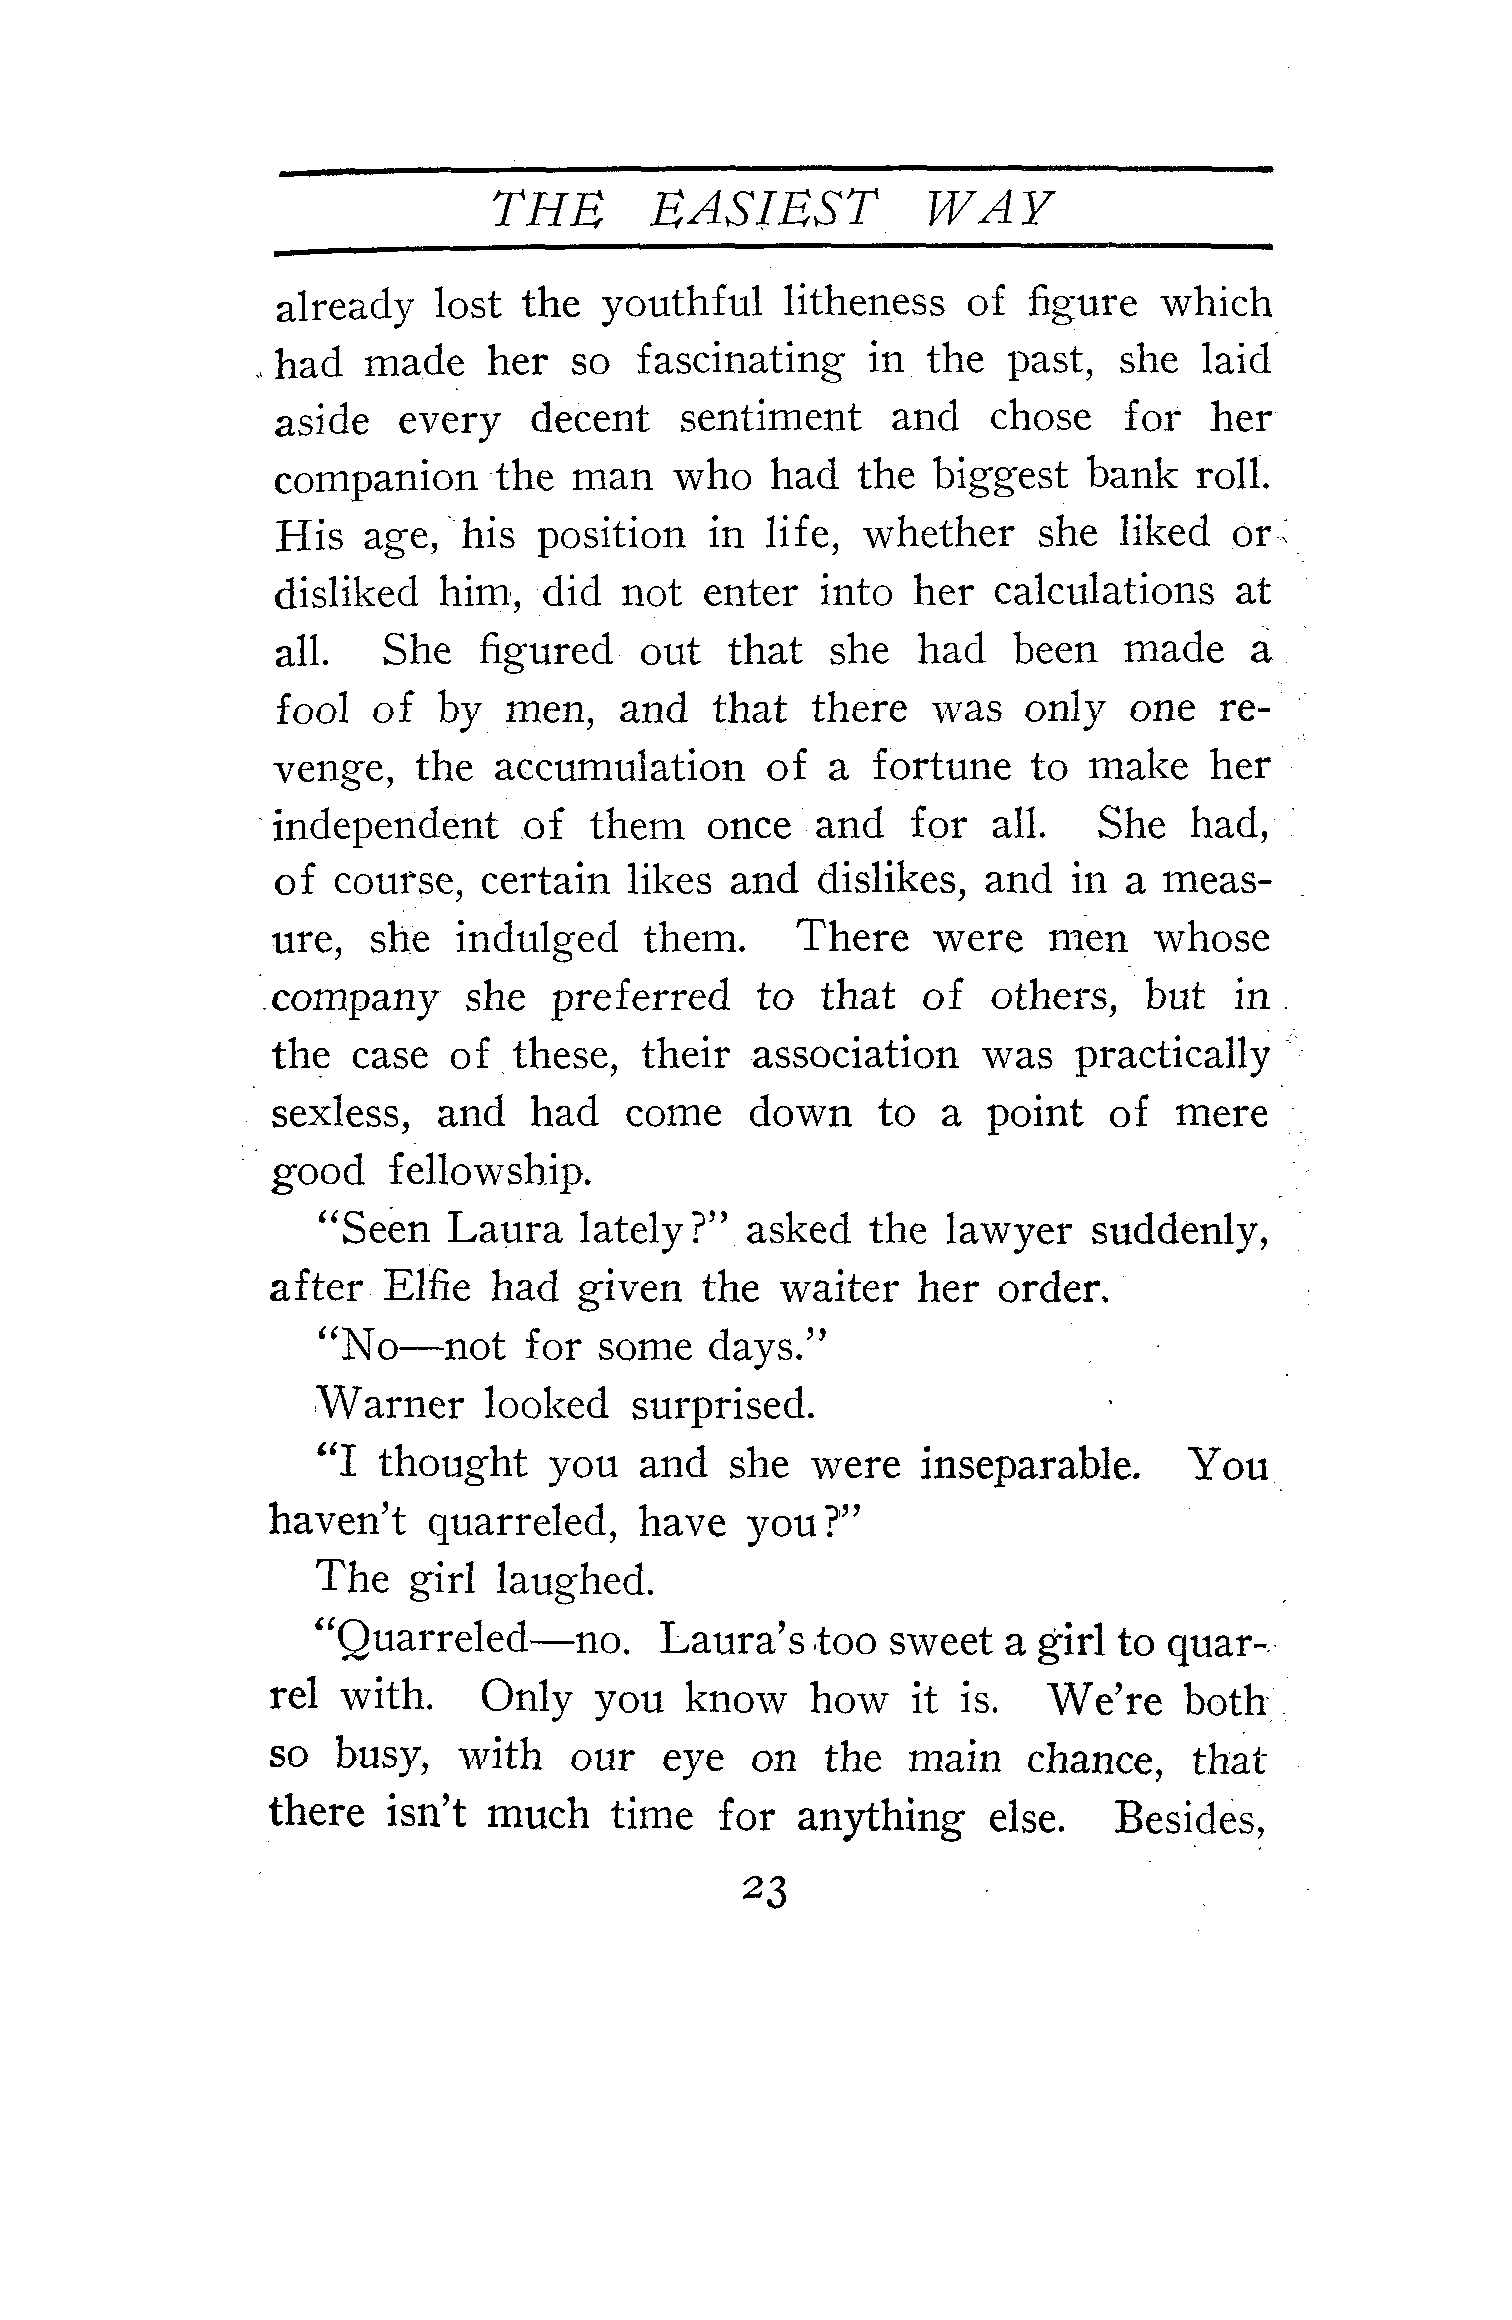 THE EASIEST WAY
already lost the youthful litheness of figure which
had made her so fascinating in the past, she laid
aside every decent sentiment and chose for her
companion the man who had the biggest bank roll.
His age, his position in life, whether she liked or
disliked him, did not enter into her calculations at
all. She figured out that she had been made a
fool of by men, and that there was only one re-
venge, the accumulation of a fortune to make her
independent of them once and for all. She had,
of course, certain likes and dislikes, and in a meas-
ure, she indulged them. There were men whose
company she preferred to that of others, but in
the case of these, their association was practically
sexless, and had come down to a point of mere
good fellowship.
"Seen Laura lately?" asked the lawyer suddenly,
after Elfie had given the waiter her order.
"No—not for some days."
Warner looked surprised.
"I thought you and she were inseparable. You
haven't quarreled, have you?"
The girl laughed.
"Quarreled—no. Laura's too sweet a girl to quar-
rel with. Only you know how it is. We're both
so busy, with our eye on the main chance, that
there isn't much time for anything else. Besides,
23